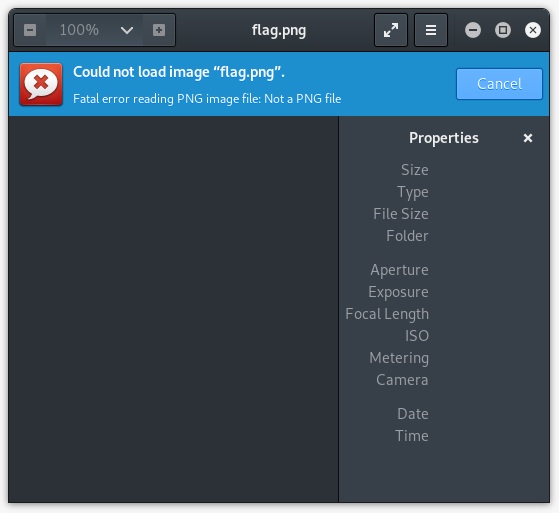 100%
flag.png
Could not load image “flag.png”.
Fatal error reading PNG image file: Not a PNG file
Cancel
Properties
Size
Type
File Size
Folder
Aperture
Exposure
Focal Length
ISO
Metering
Camera
Date
Time